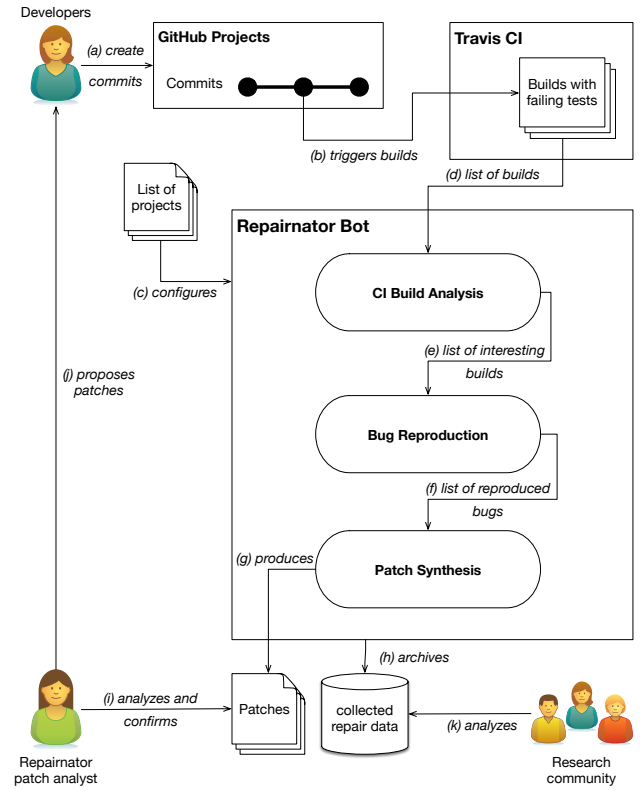 Developers
(a) create
commits
GitHub Projects
Commits
Travis CI
Builds with
failing tests
(b) triggers builds
(d) list of builds
List of
projects
(c) configures
Repairnator Bot
CI Build Analysis
(e) list of interesting
builds
(j) proposes
patches
Bug Reproduction
(f) list of reproduced
bugs
(g) produces
Patch Synthesis
(h) archives
(i) analyzes and
confirms
Patches
collected
repair data
(k) analyzes
Repairnator
patch analyst
Research
community